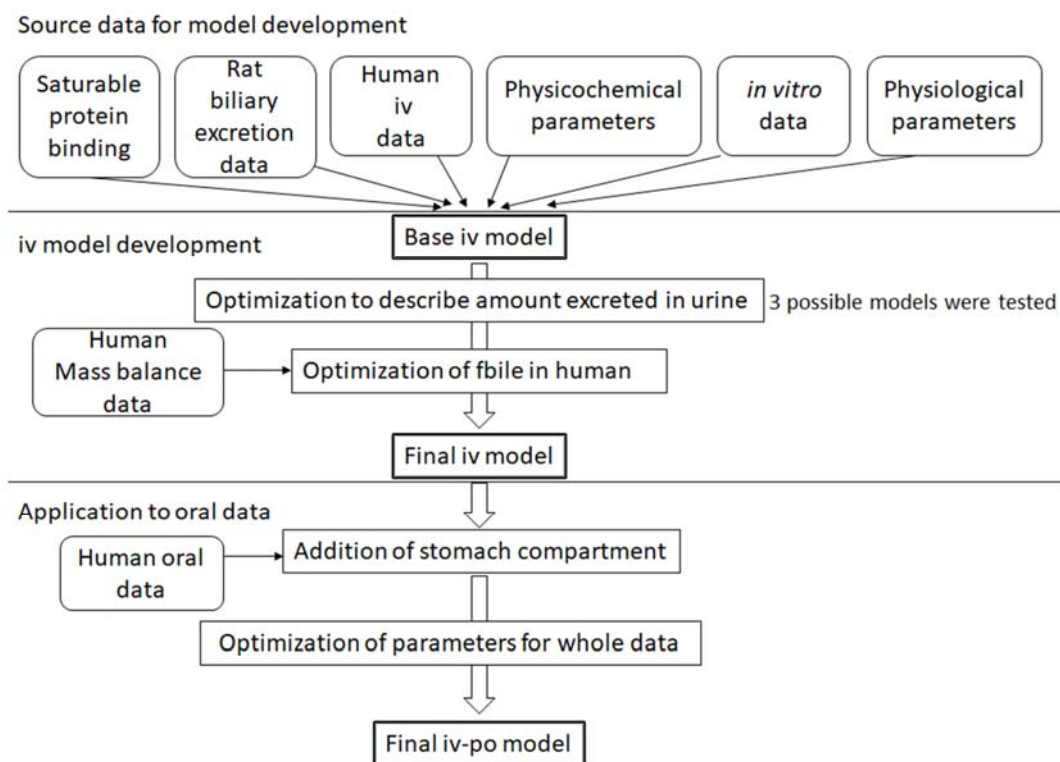 Source data for model development
Saturable
protein
binding
Rat
biliary
excretion
data
Human
iv
data
Physicochemical
parameters
in vitro
data
Physiological
parameters
iv model development
Base iv model
Optimization to describe amount excreted in urine
3 possible models were tested
Human
Mass balance
data
Optimization of fbile in human
Final iv model
Application to oral data
Human oral
data
Addition of stomach compartment
Optimization of parameters for whole data
Final iv-po model